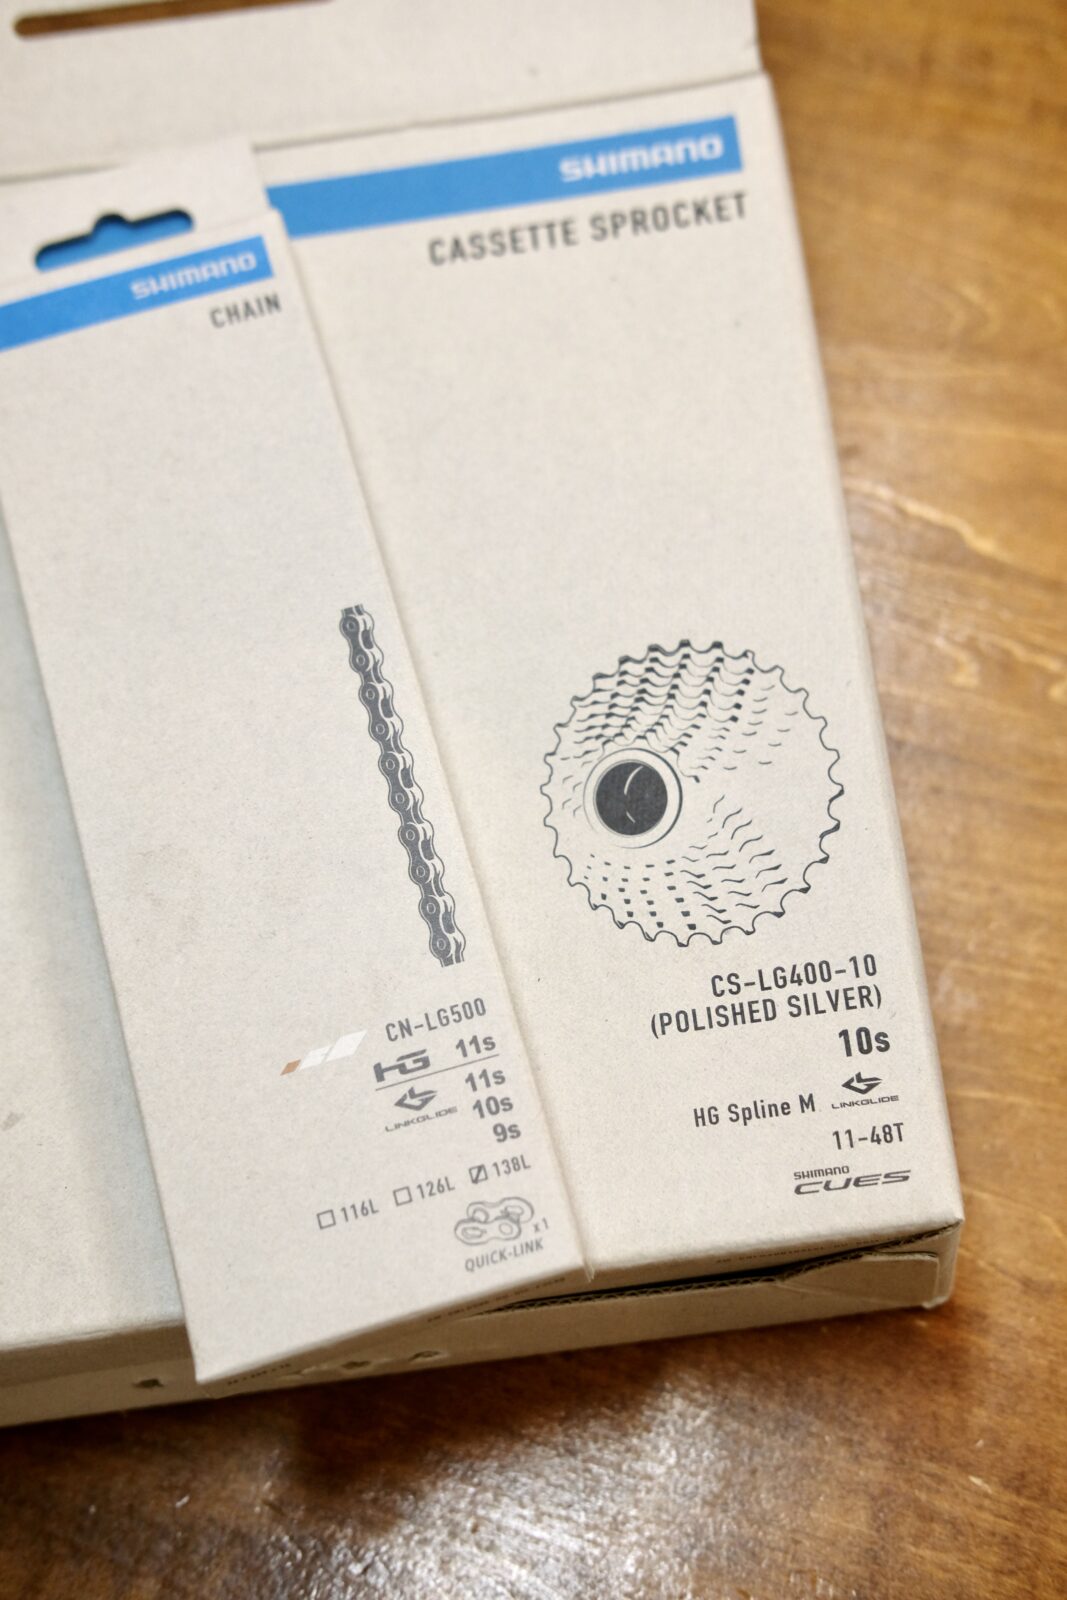 SHIMANO
CHAIN
CN-LG500
HG 11s
LINKGLIDE 11s
10s
9s
116L 126L 138L
x1
QUICK-LINK
SHIMANO
CASSETTE SPROCKET
CS-LG400-10
(POLISHED SILVER)
10s
HG Spline M LINKGLIDE
11-48T
SHIMANO
CUES